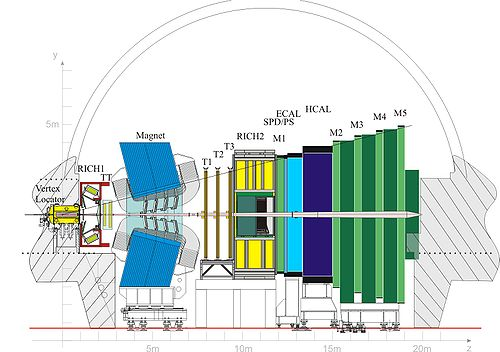 y
5m
Vertex
Locator
RICH1
TT
Magnet
T1
T2
T3
RICH2
SPD/PS
ECAL
HCAL
M1
M2
M3
M4
M5
5m
10m
15m
20m
z